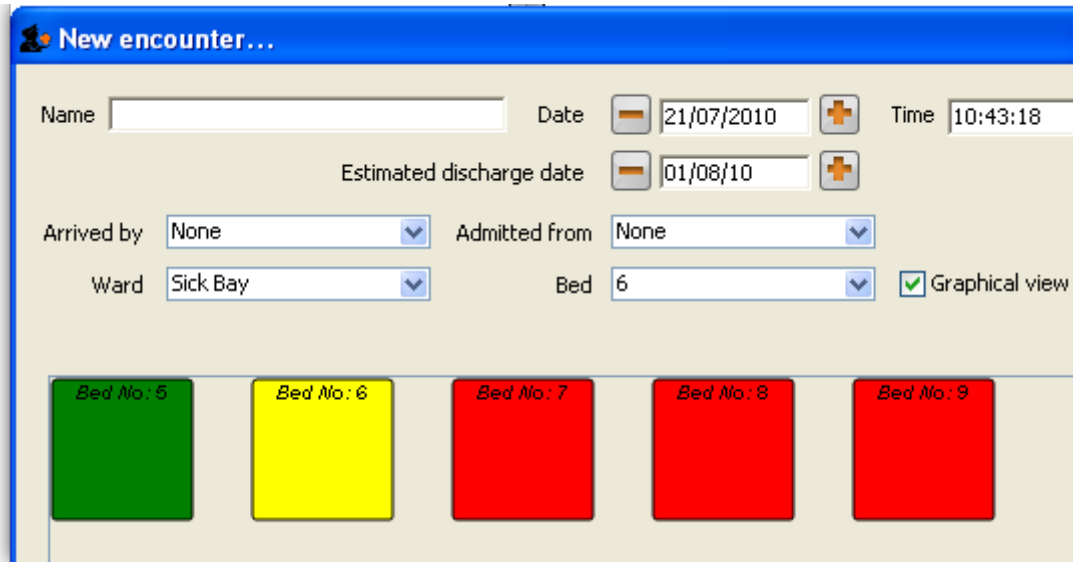 New encounter...
Name Date 21/07/2010 Time 10:43:18
Estimated discharge date 01/08/10
Arrived by None Admitted from None
Ward Sick Bay Bed 6 Graphical view
Bed No: 5 Bed No: 6 Bed No: 7 Bed No: 8 Bed No: 9